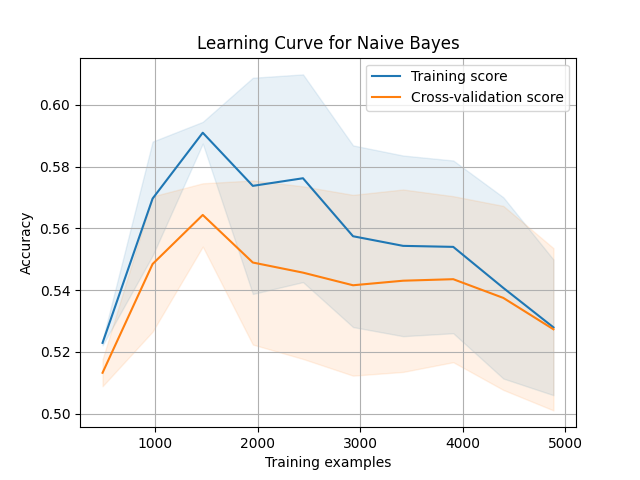 Learning Curve for Naive Bayes
Training score
Cross-validation score
Accuracy
0.60
0.58
0.56
0.54
0.52
0.50
1000 2000 3000 4000 5000
Training examples